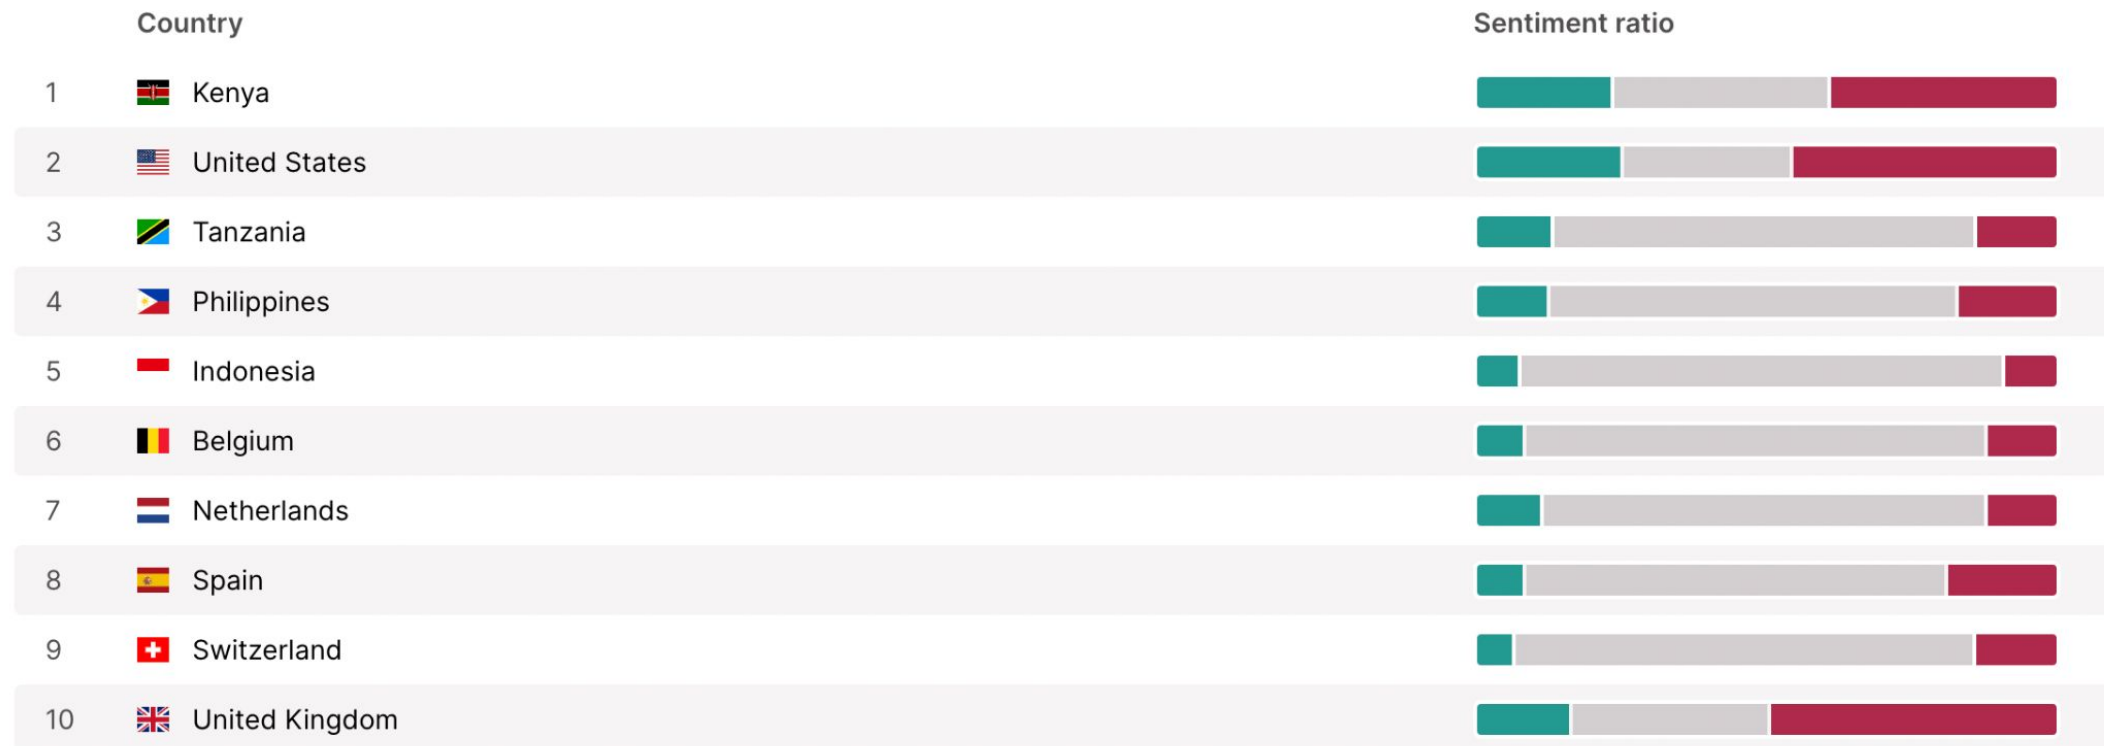 Country Sentiment ratio
1 Kenya
2 United States
3 Tanzania
4 Philippines
5 Indonesia
6 Belgium
7 Netherlands
8 Spain
9 Switzerland
10 United Kingdom